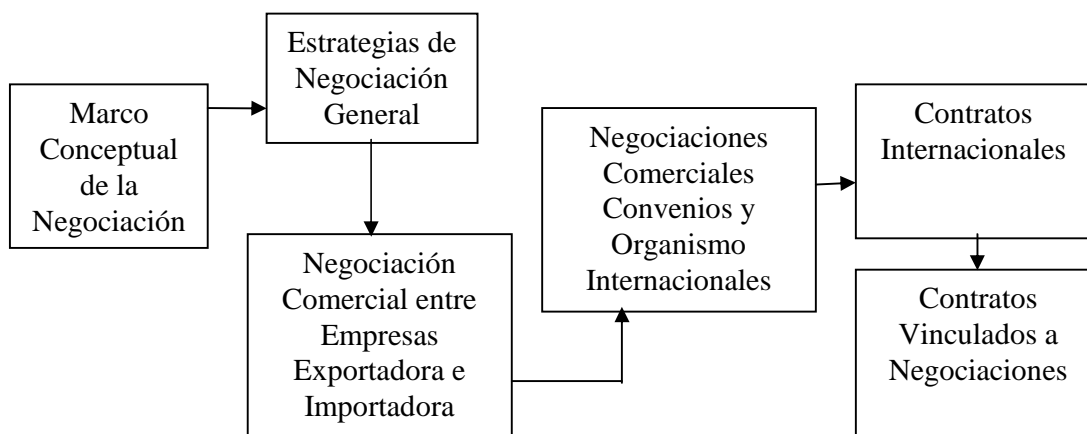 Marco
Conceptual
de la
Negociación
Estrategias de
Negociación
General
Negociación
Comercial entre
Empresas
Exportadora e
Importadora
Negociaciones
Comerciales
Convenios y
Organismo
Internacionales
Contratos
Internacionales
Contratos
Vinculados a
Negociaciones